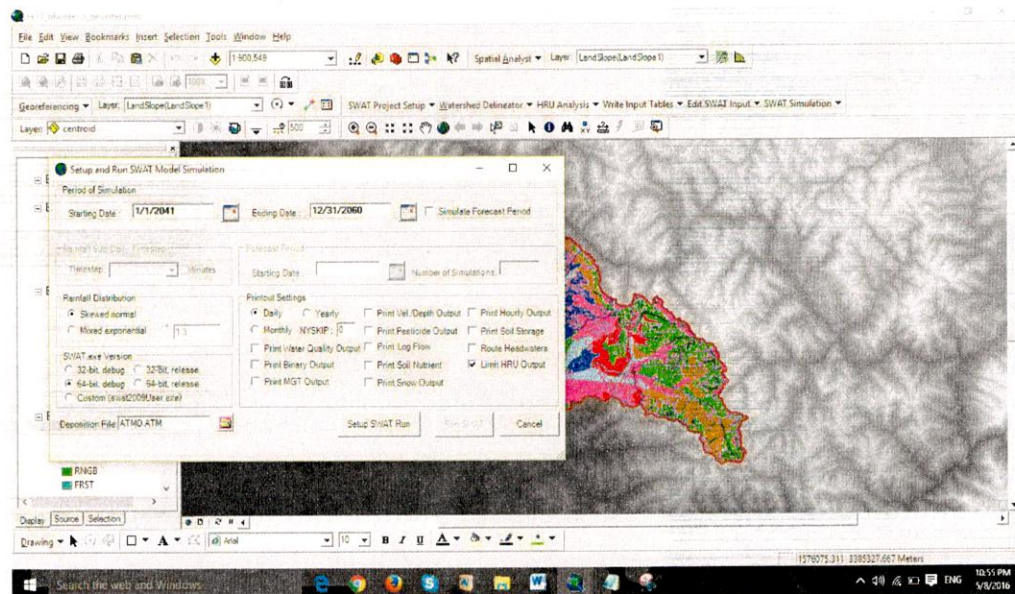 File Edit View Bookmarks Insert Selection Tools Window Help
1:900,549
Spatial Analyst Layer: LandSlope(LandSlope1)
Georeferencing Layer: LandSlope(LandSlope1)
SWAT Project Setup Watershed Delineator HRU Analysis Write Input Tables Edit SWAT Input SWAT Simulation
Layer: centroid
500
Setup and Run SWAT Model Simulation
Period of Simulation
Starting Date : 1/1/2041 Ending Date : 12/31/2060 Simulate Forecast Period
Forecast Period
Timestep: Minutes
Starting Date : Number of Simulations:
Rainfall Distribution
Skewed normal
Mixed exponential 1.3
Printout Settings
Daily Yearly Print Vel./Depth Output Print Hourly Output
Monthly NYSKIP : 0 Print Pesticide Output Print Soil Storage
Print Water Quality Output Print Log Flow Route Headwaters
Print Binary Output Print Soil Nutrient Limit HRU Output
Print MGT Output Print Snow Output
SWAT.exe Version
32-bit, debug 32-Bit, release
64-bit, debug 64-bit, release
Custom (swat2009User.exe)
Deposition File: ATMO.ATM
Setup SWAT Run Run SWAT Cancel
RNGB
FRST
Display Source Selection
Drawing A Arial 10 B I U A
1576075.311 3385327.667 Meters
Search the web and Windows
ENG
10:55 PM
5/8/2016